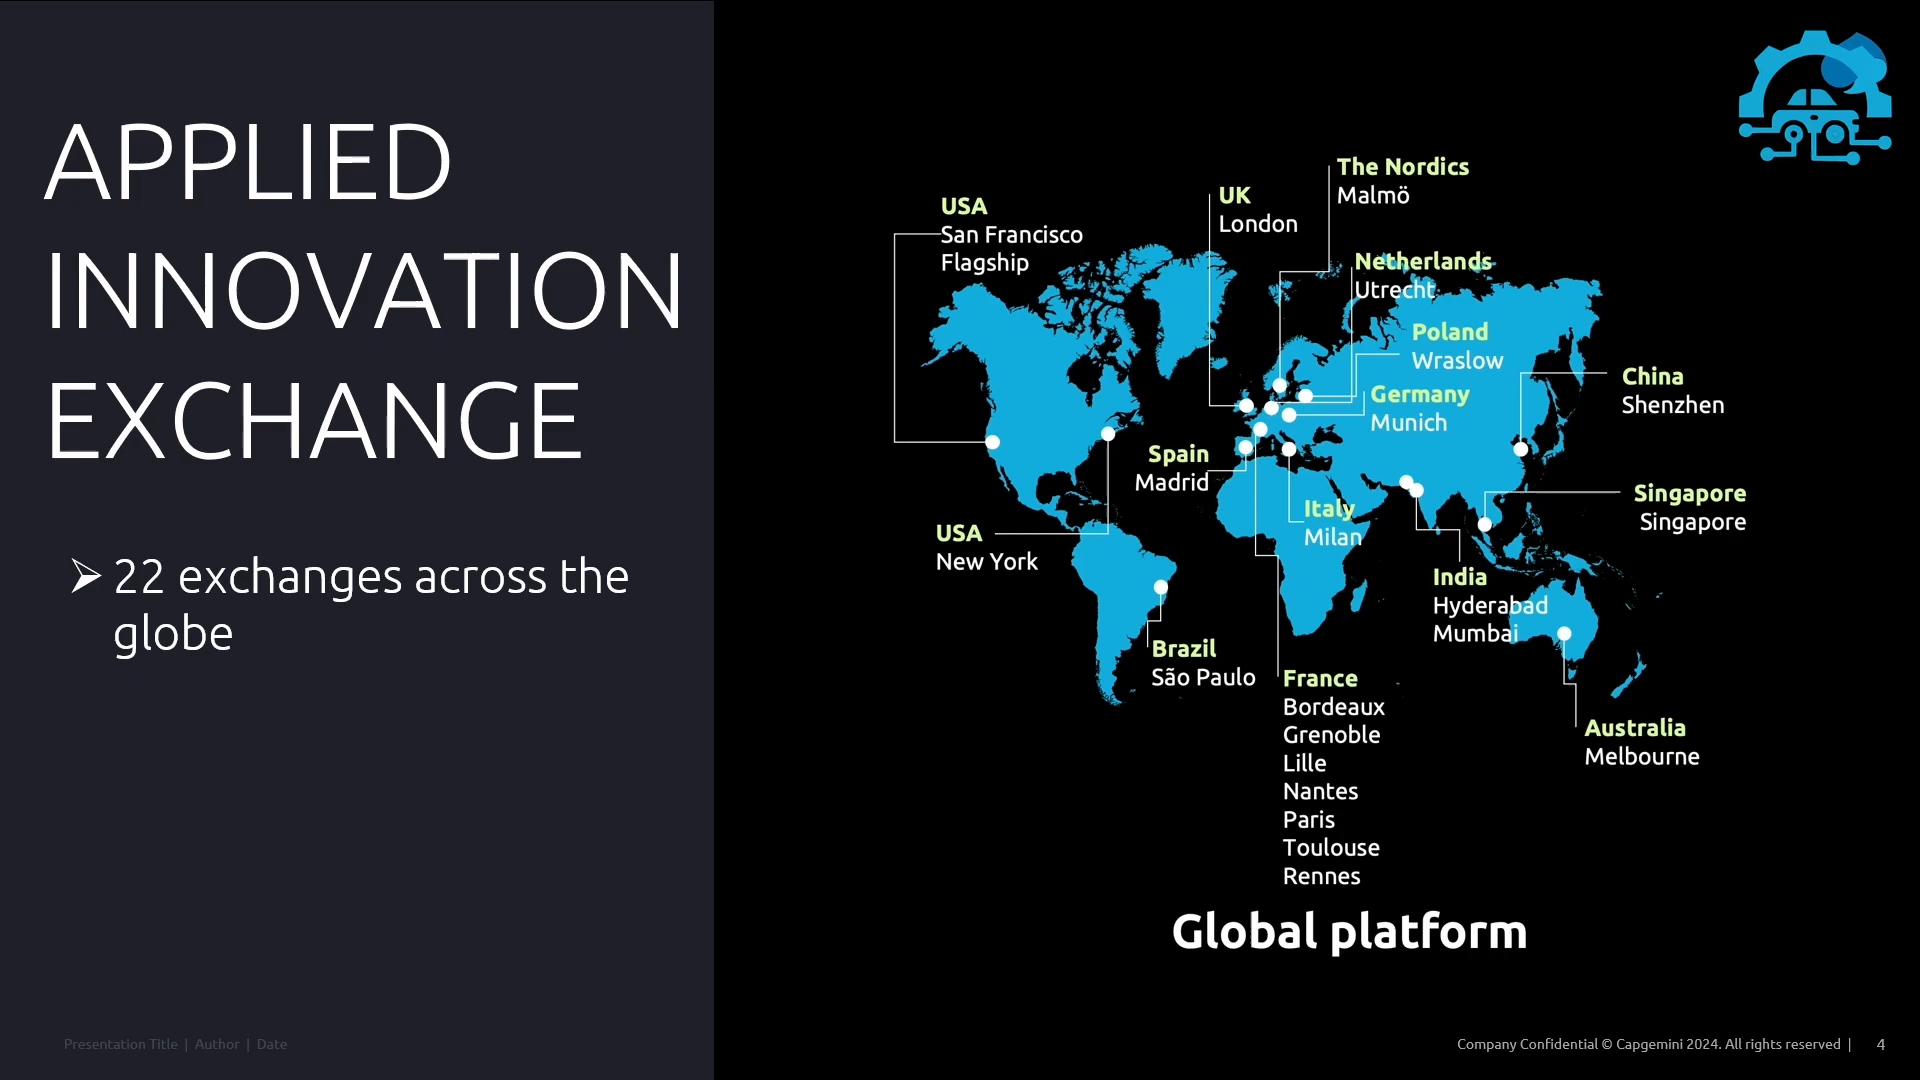 APPLIED
INNOVATION
EXCHANGE
22 exchanges across the
globe
The Nordics
Malmö
UK
London
USA
San Francisco
Flagship
Netherlands
Utrecht
Poland
Wraslow
China
Shenzhen
Germany
Munich
Spain
Madrid
Singapore
Singapore
Italy
Milan
USA
New York
India
Hyderabad
Mumbai
Brazil
São Paulo
France
Bordeaux
Grenoble
Lille
Nantes
Paris
Toulouse
Rennes
Australia
Melbourne
Global platform
Presentation Title | Author | Date
Company Confidential © Capgemini 2024. All rights reserved | 4